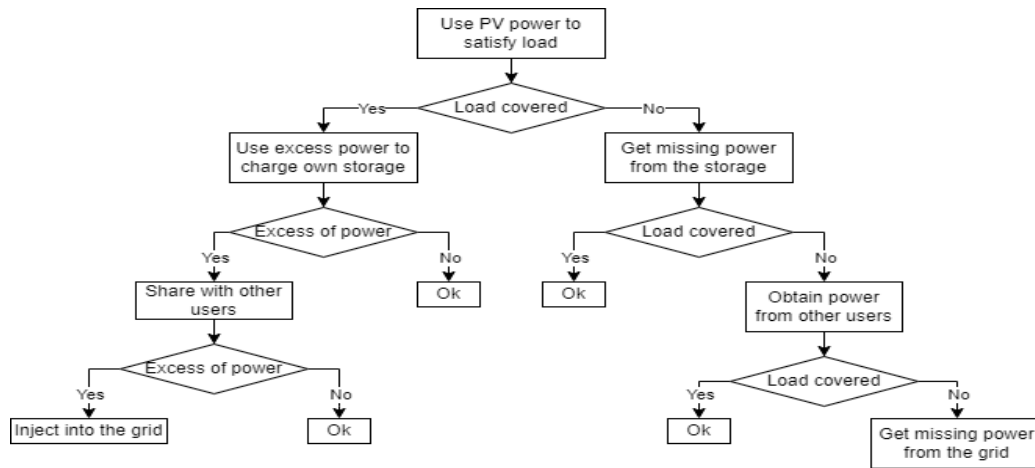 Use PV power to
satisfy load
Load covered
Yes
No
Use excess power to
charge own storage
Get missing power
from the storage
Excess of power
Load covered
Yes
No
Yes
No
Share with other
users
Ok
Ok
Obtain power
from other users
Excess of power
Load covered
Yes
No
Yes
No
Inject into the grid
Ok
Ok
Get missing power
from the grid